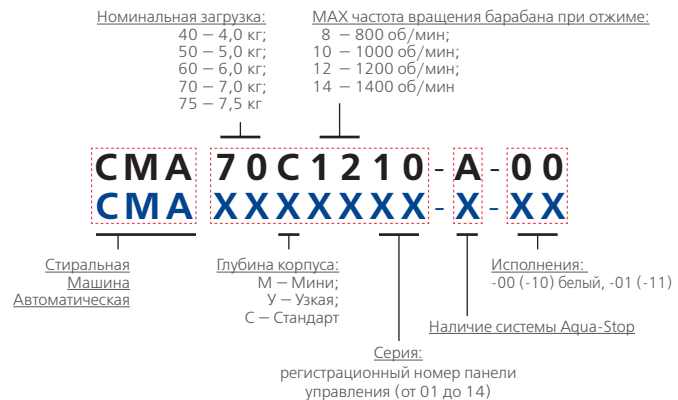 Номинальная загрузка:
40 – 4,0 кг;
50 – 5,0 кг;
60 – 6,0 кг;
70 – 7,0 кг;
75 – 7,5 кг
MAX частота вращения барабана при отжиме:
8 – 800 об/мин;
10 – 1000 об/мин;
12 – 1200 об/мин;
14 – 1400 об/мин
СМА 70С1210-А-00
СМА ХХХХХХХ-Х-ХХ
Стиральная
Машина
Автоматическая
Глубина корпуса:
М – Мини;
У – Узкая;
С – Стандарт
Серия:
регистрационный номер панели
управления (от 01 до 14)
Наличие системы Aqua-Stop
Исполнения:
-00 (-10) белый, -01 (-11)